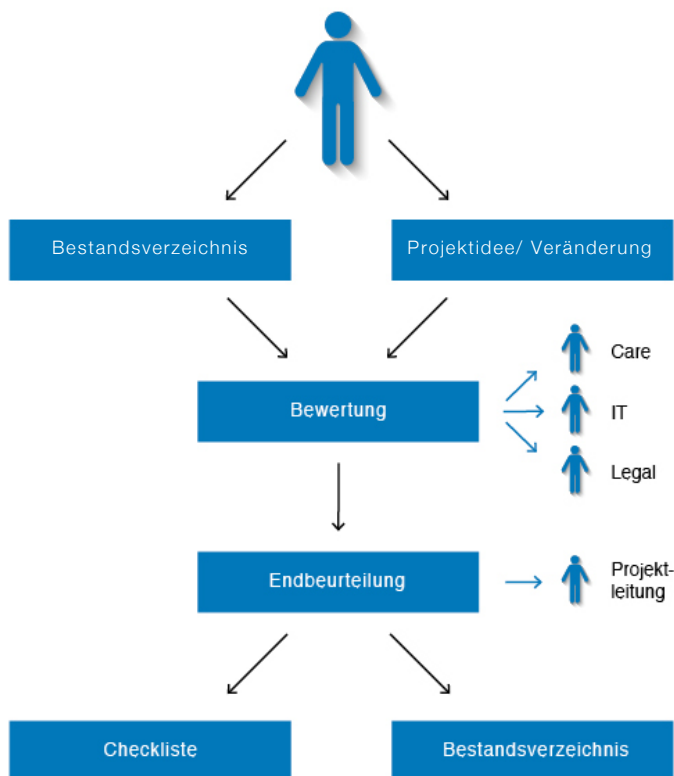 Bestandsverzeichnis
Projektidee/ Veränderung
Bewertung
Care
IT
Legal
Endbeurteilung
Projekt-
leitung
Checkliste
Bestandsverzeichnis